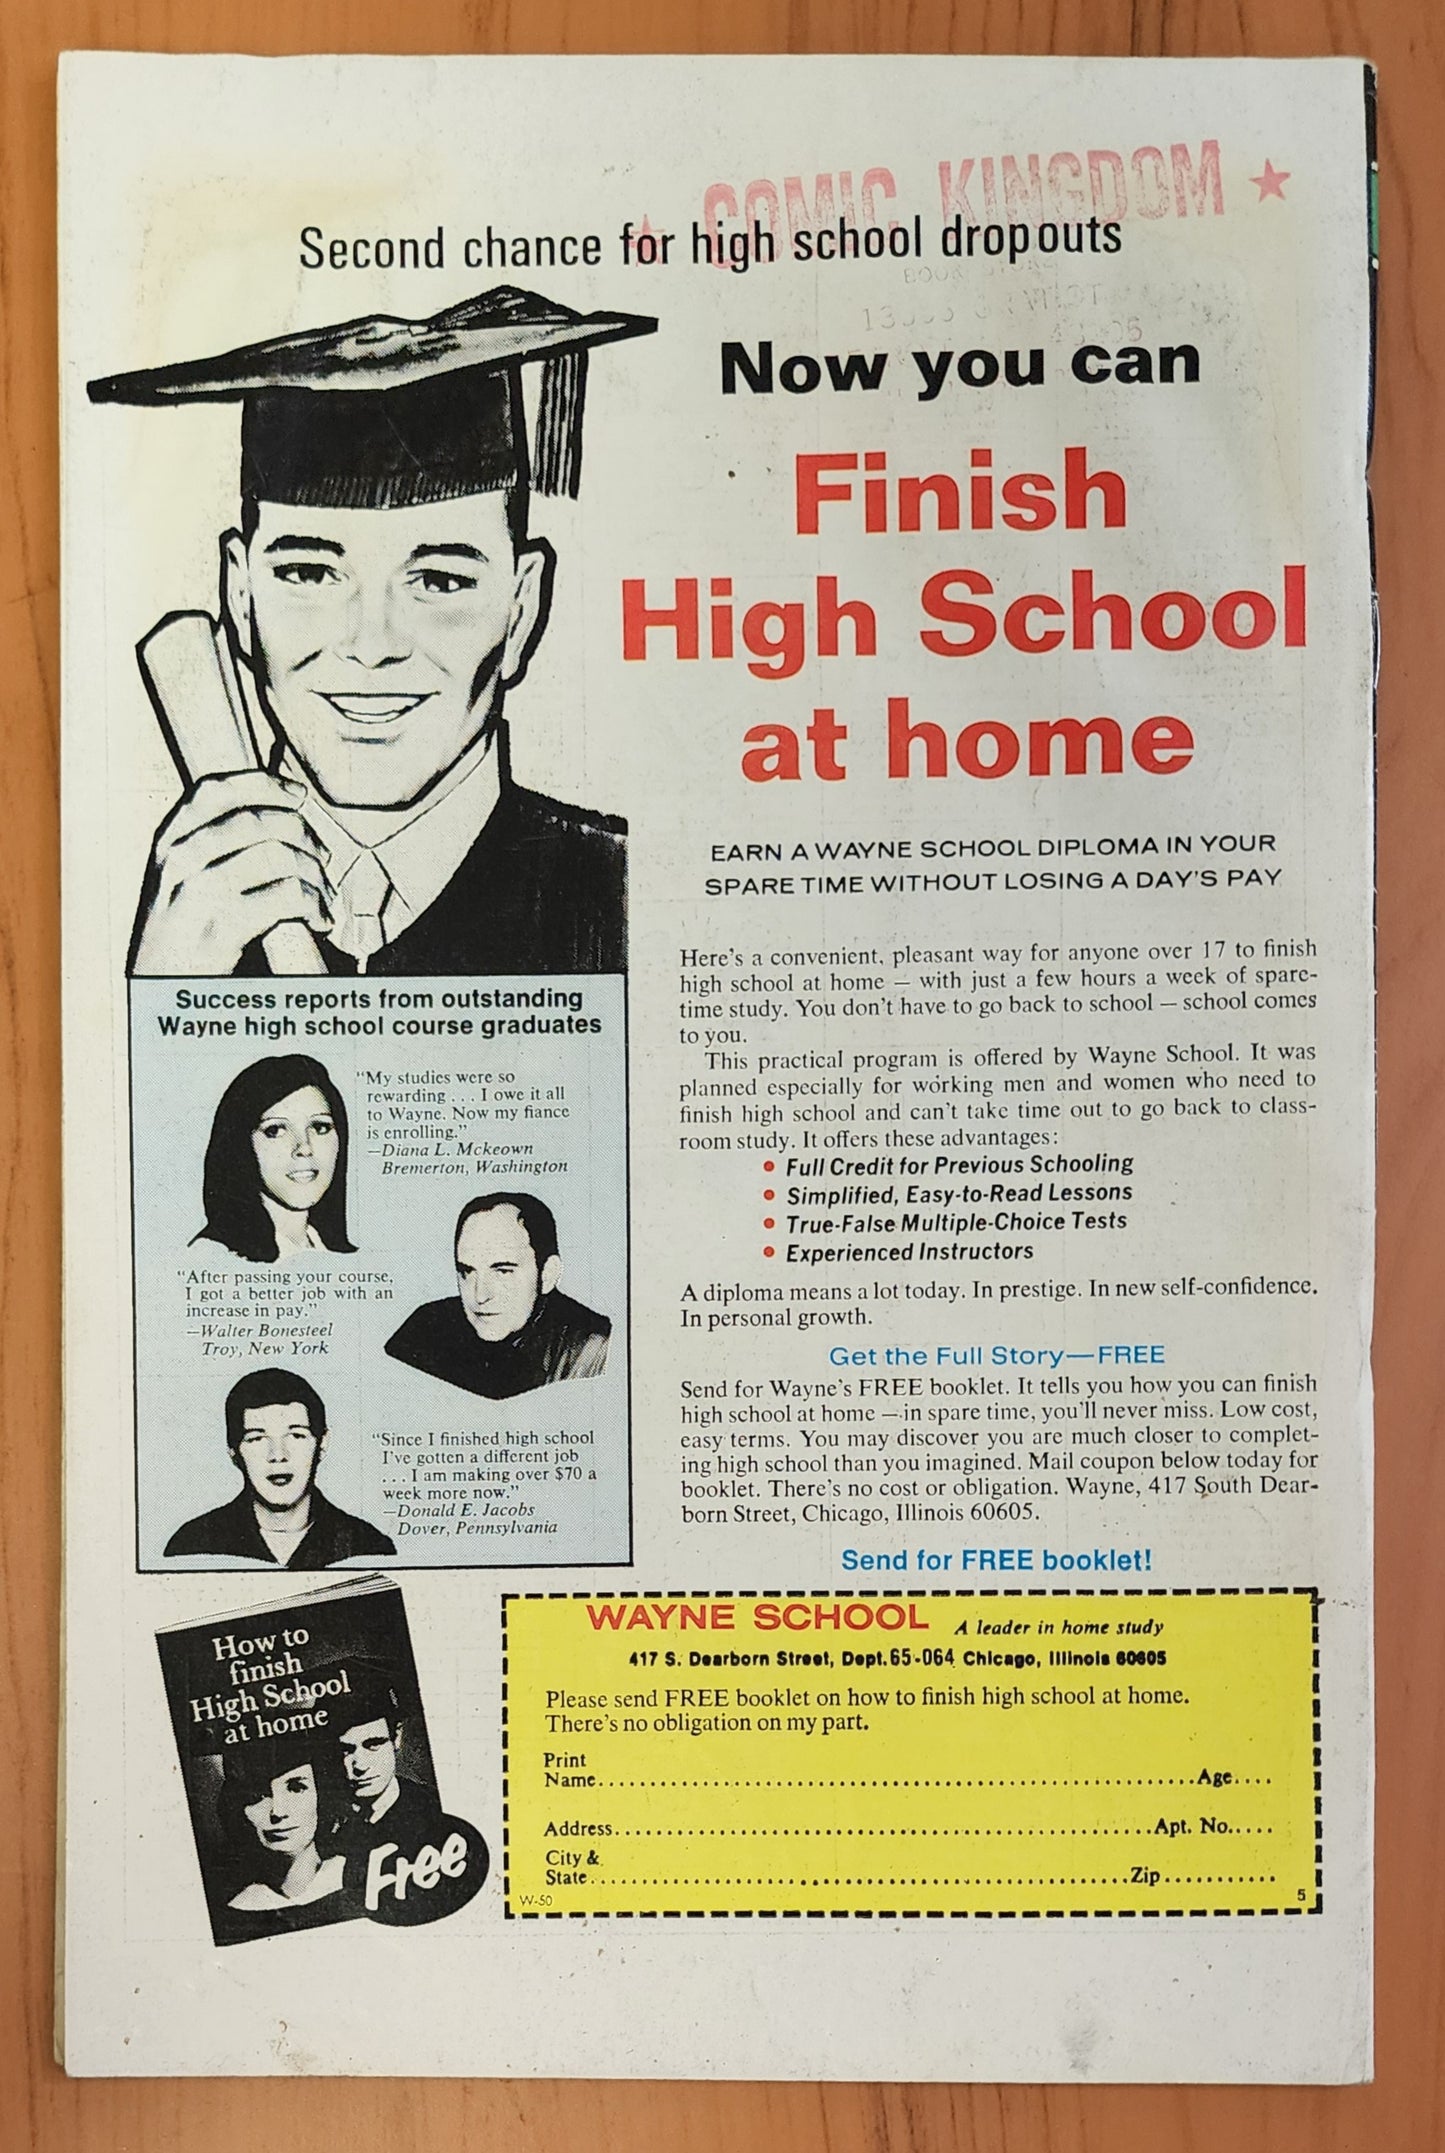 ★ COMIC KINGDOM ★
Second chance for high school dropouts
Now you can
Finish
High School
at home
EARN A WAYNE SCHOOL DIPLOMA IN YOUR
SPARE TIME WITHOUT LOSING A DAY'S PAY
Here's a convenient, pleasant way for anyone over 17 to finish
high school at home — with just a few hours a week of spare-
time study. You don't have to go back to school — school comes
to you.
This practical program is offered by Wayne School. It was
planned especially for working men and women who need to
finish high school and can't take time out to go back to class-
room study. It offers these advantages:
• Full Credit for Previous Schooling
• Simplified, Easy-to-Read Lessons
• True-False Multiple-Choice Tests
• Experienced Instructors
A diploma means a lot today. In prestige. In new self-confidence.
In personal growth.
Get the Full Story—FREE
Send for Wayne's FREE booklet. It tells you how you can finish
high school at home — in spare time, you'll never miss. Low cost,
easy terms. You may discover you are much closer to complet-
ing high school than you imagined. Mail coupon below today for
booklet. There's no cost or obligation. Wayne, 417 South Dear-
born Street, Chicago, Illinois 60605.
Send for FREE booklet!
Success reports from outstanding
Wayne high school course graduates
"My studies were so
rewarding . . . I owe it all
to Wayne. Now my fiance
is enrolling."
—Diana L. Mckeown
Bremerton, Washington
"After passing your course,
I got a better job with an
increase in pay."
—Walter Bonesteel
Troy, New York
"Since I finished high school
I've gotten a different job
. . . I am making over $70 a
week more now."
—Donald E. Jacobs
Dover, Pennsylvania
How to
finish
High School
at home
Free
WAYNE SCHOOL A leader in home study
417 S. Dearborn Street, Dept. 65-064 Chicago, Illinois 60605
Please send FREE booklet on how to finish high school at home.
There's no obligation on my part.
Print
Name..........Age....
Address..........Apt. No.....
City &
State..........Zip..........
W-50 5